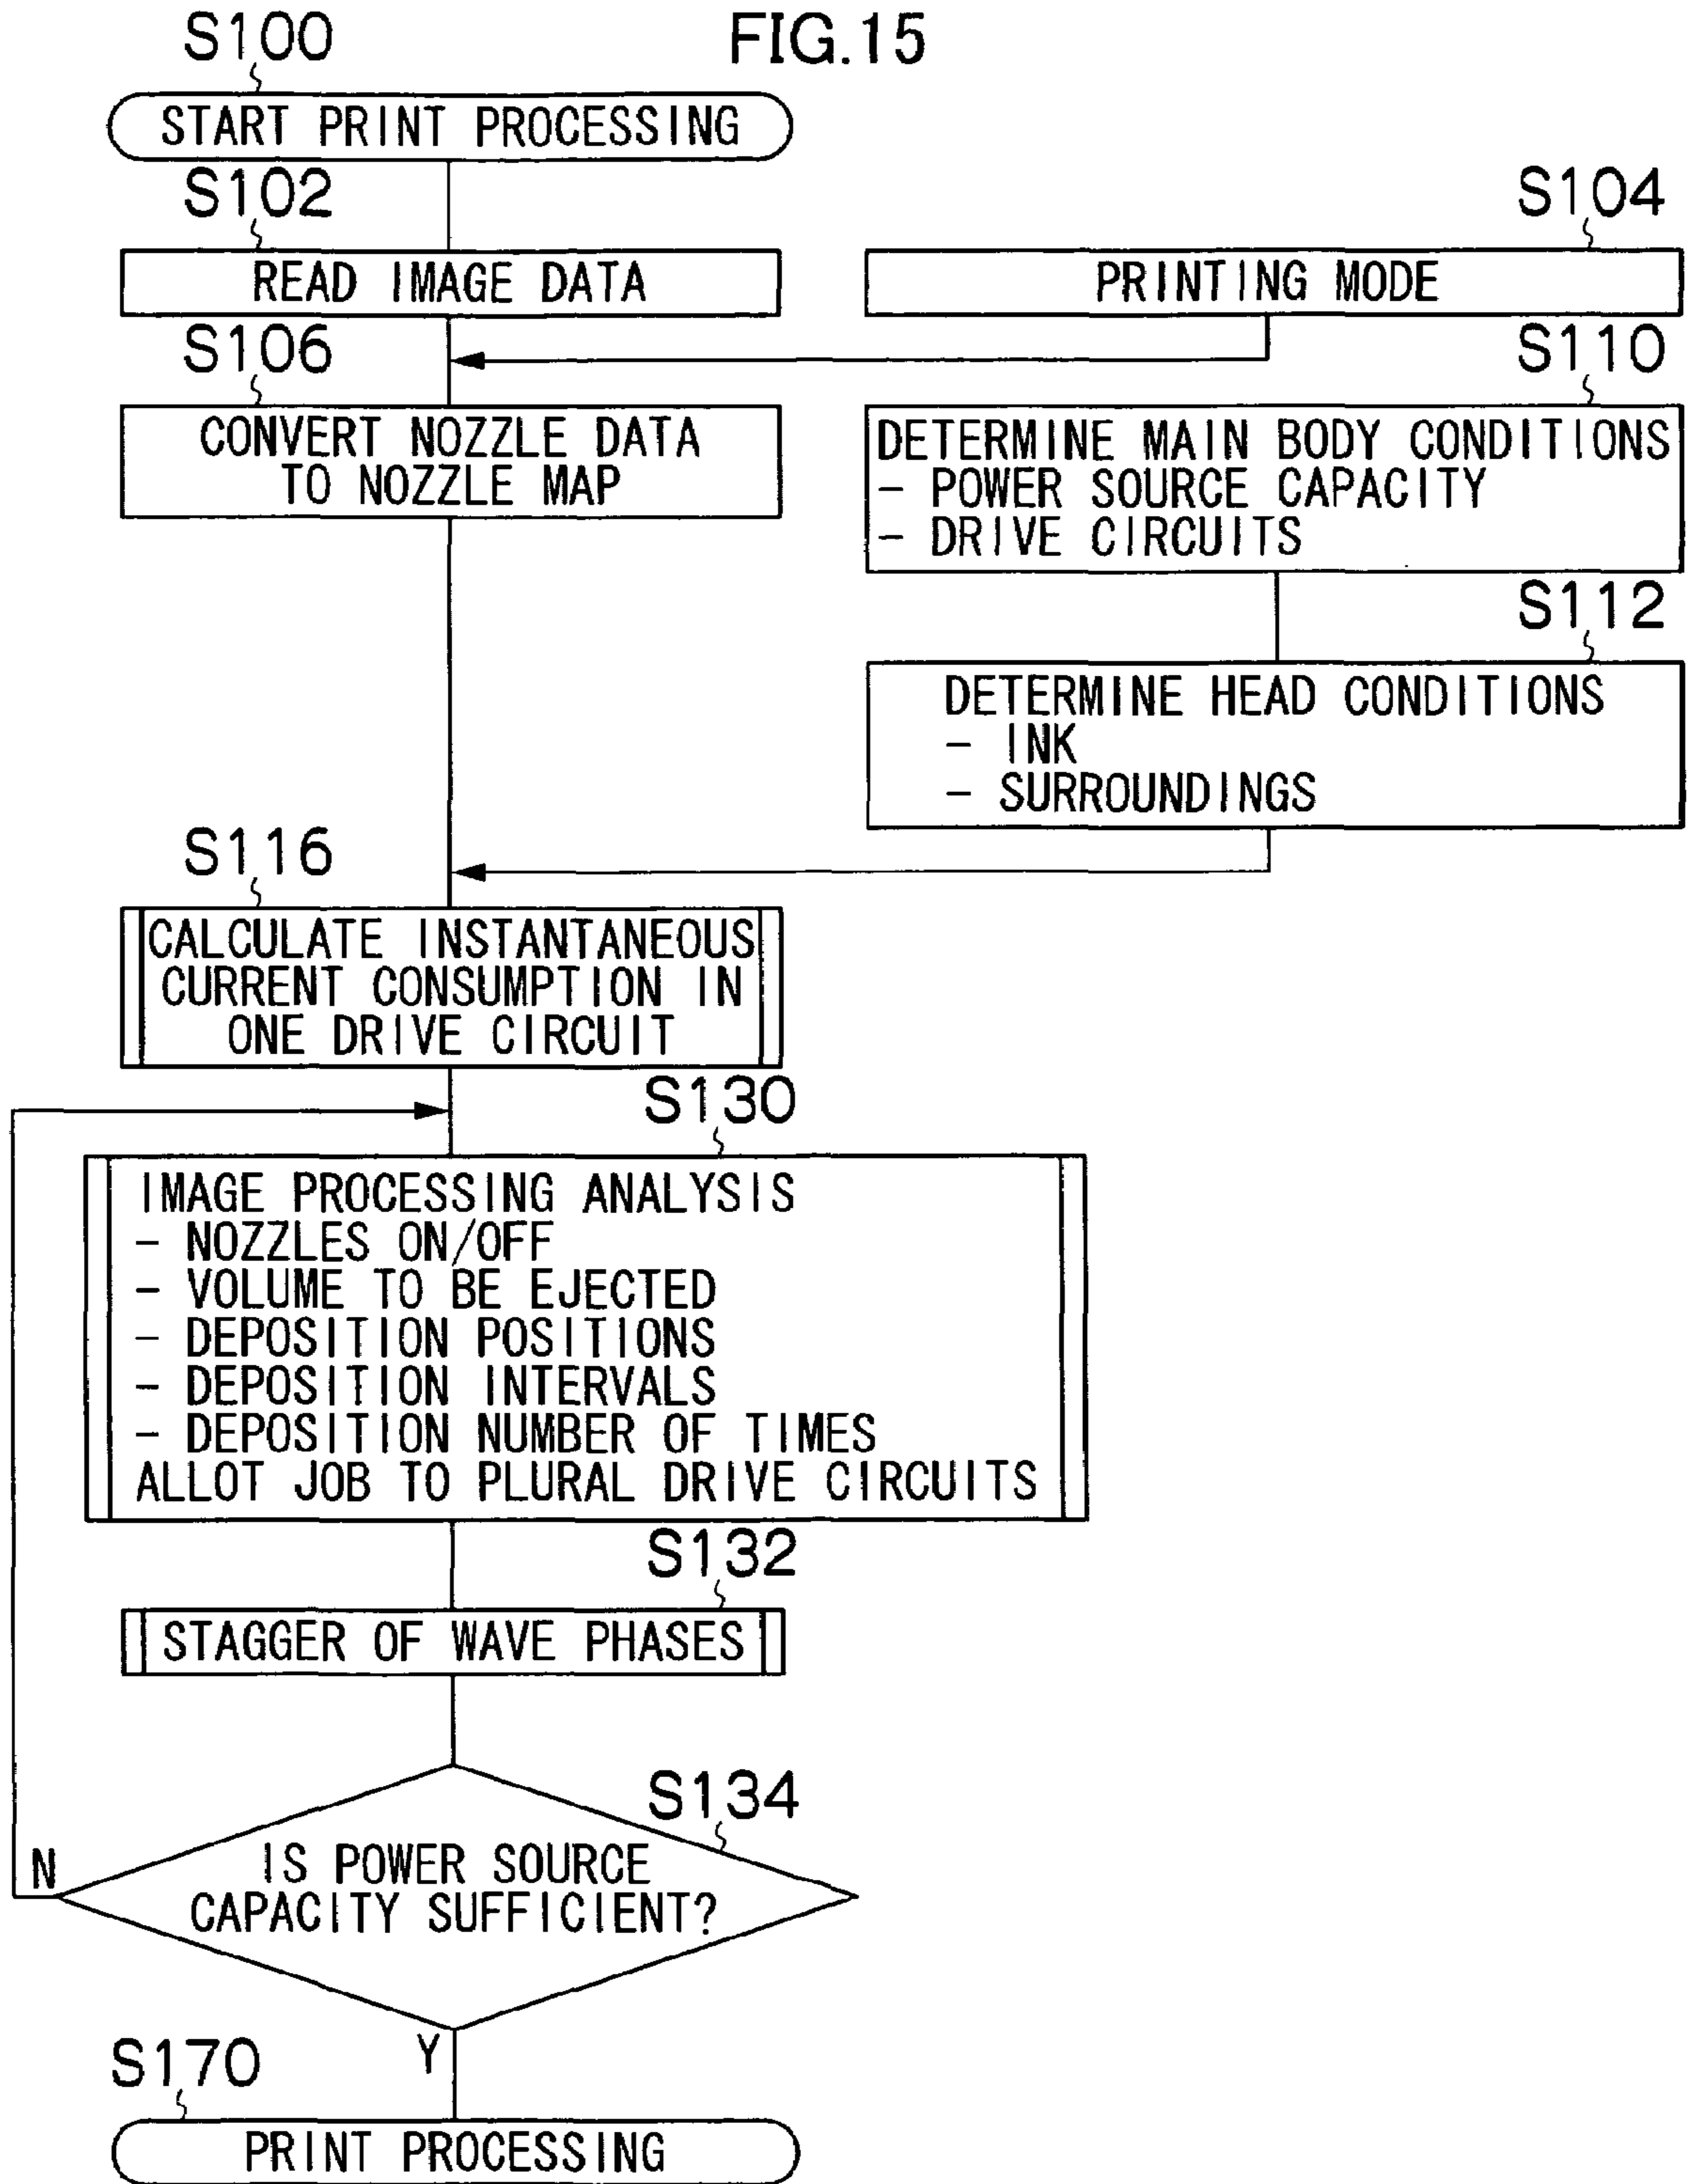 FIG.15
S100
START PRINT PROCESSING
S102
READ IMAGE DATA
S104
PRINTING MODE
S106
CONVERT NOZZLE DATA
TO NOZZLE MAP
S110
DETERMINE MAIN BODY CONDITIONS
- POWER SOURCE CAPACITY
- DRIVE CIRCUITS
S112
DETERMINE HEAD CONDITIONS
- INK
- SURROUNDINGS
S116
CALCULATE INSTANTANEOUS
CURRENT CONSUMPTION IN
ONE DRIVE CIRCUIT
S130
IMAGE PROCESSING ANALYSIS
- NOZZLES ON/OFF
- VOLUME TO BE EJECTED
- DEPOSITION POSITIONS
- DEPOSITION INTERVALS
- DEPOSITION NUMBER OF TIMES
ALLOT JOB TO PLURAL DRIVE CIRCUITS
S132
STAGGER OF WAVE PHASES
S134
IS POWER SOURCE
CAPACITY SUFFICIENT?
N
Y
S170
PRINT PROCESSING